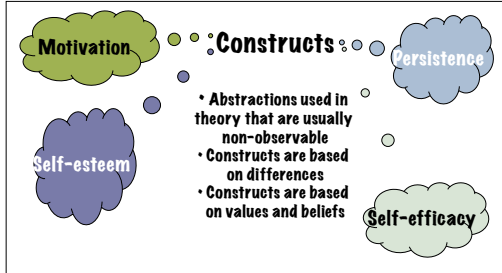 Motivation
Constructs
Persistence
• Abstractions used in
theory that are usually
non-observable
• Constructs are based
on differences
• Constructs are based
on values and beliefs
Self-esteem
Self-efficacy